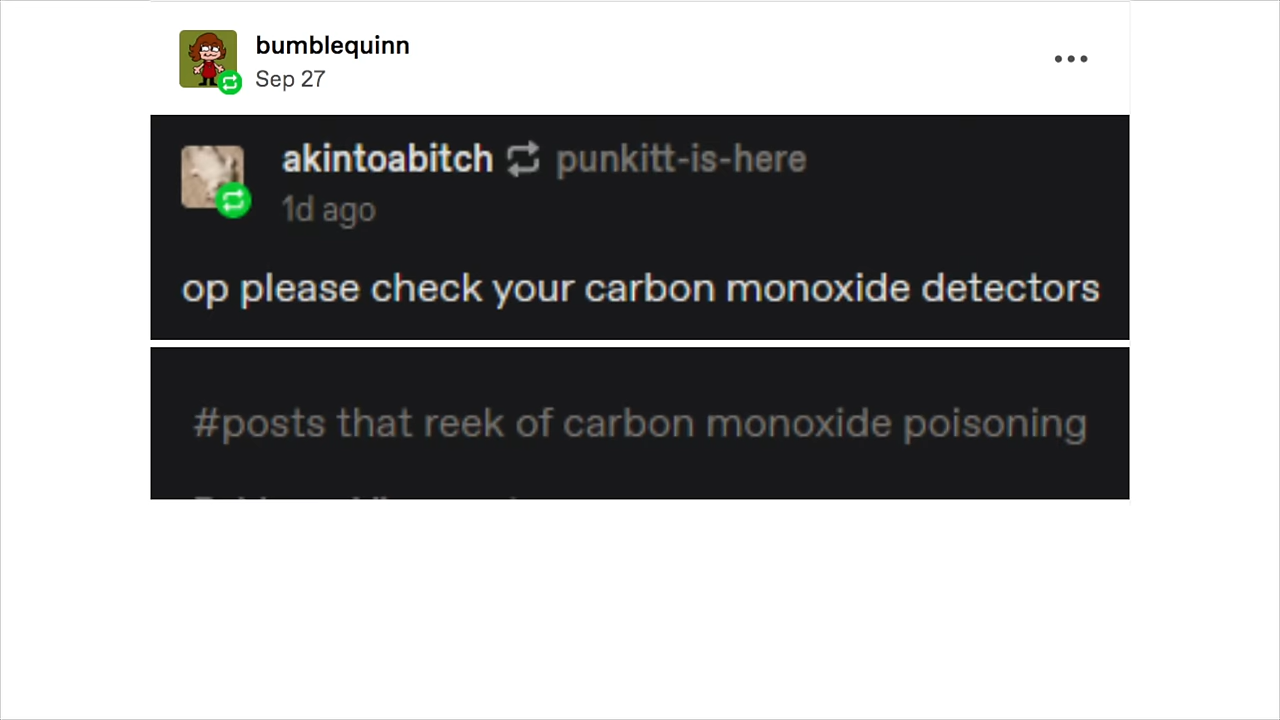 bumblequinn
Sep 27
akintoabitch punkitt-is-here
1d ago
op please check your carbon monoxide detectors
#posts that reek of carbon monoxide poisoning